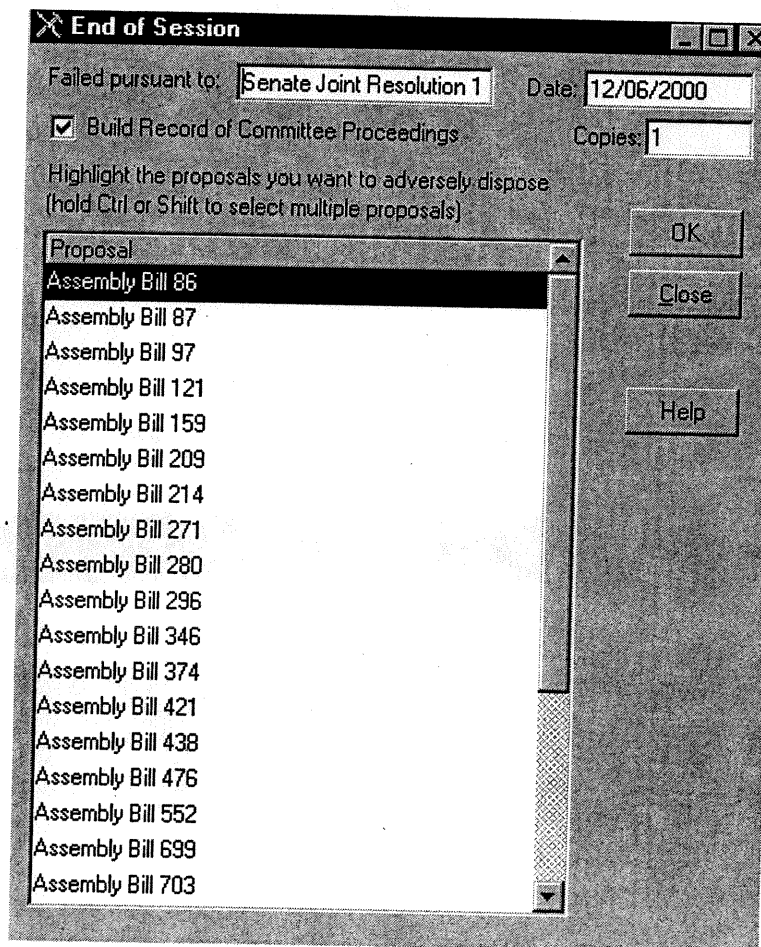 End of Session
Failed pursuant to: Senate Joint Resolution 1 Date: 12/06/2000
Build Record of Committee Proceedings Copies: 1
Highlight the proposals you want to adversely dispose
(hold Ctrl or Shift to select multiple proposals)
OK
Close
Help
Proposal
Assembly Bill 86
Assembly Bill 87
Assembly Bill 97
Assembly Bill 121
Assembly Bill 159
Assembly Bill 209
Assembly Bill 214
Assembly Bill 271
Assembly Bill 280
Assembly Bill 296
Assembly Bill 346
Assembly Bill 374
Assembly Bill 421
Assembly Bill 438
Assembly Bill 476
Assembly Bill 552
Assembly Bill 699
Assembly Bill 703